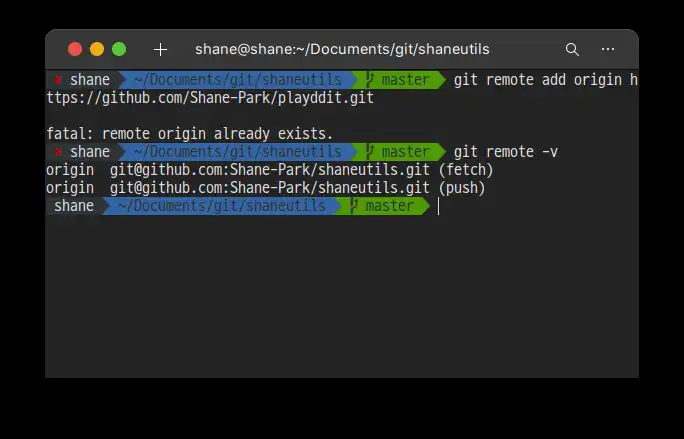 shane@shane:~/Documents/git/shaneutils
✘ shane ~/Documents/git/shaneutils master git remote add origin h
ttps://github.com/Shane-Park/playddit.git
fatal: remote origin already exists.
✘ shane ~/Documents/git/shaneutils master git remote -v
origin git@github.com:Shane-Park/shaneutils.git (fetch)
origin git@github.com:Shane-Park/shaneutils.git (push)
shane ~/Documents/git/shaneutils master